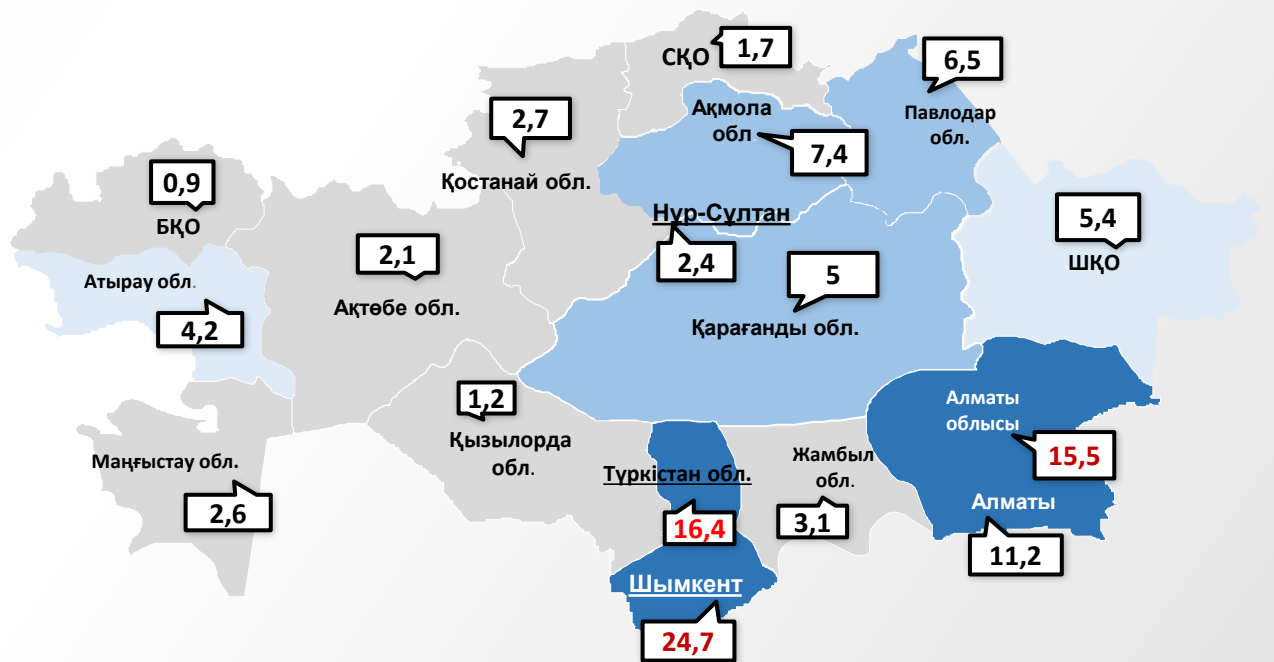 СҚО
1,7
6,5
Павлодар
обл.
Ақмола
обл
7,4
2,7
Қостанай обл.
0,9
БҚО
Нұр-Сұлтан
2,4
5,4
ШҚО
2,1
Ақтөбе обл.
Атырау обл.
4,2
5
Қарағанды обл.
1,2
Қызылорда
обл.
Маңғыстау обл.
2,6
Түркістан обл.
16,4
Жамбыл
обл.
3,1
Алматы
облысы
15,5
Алматы
11,2
Шымкент
24,7